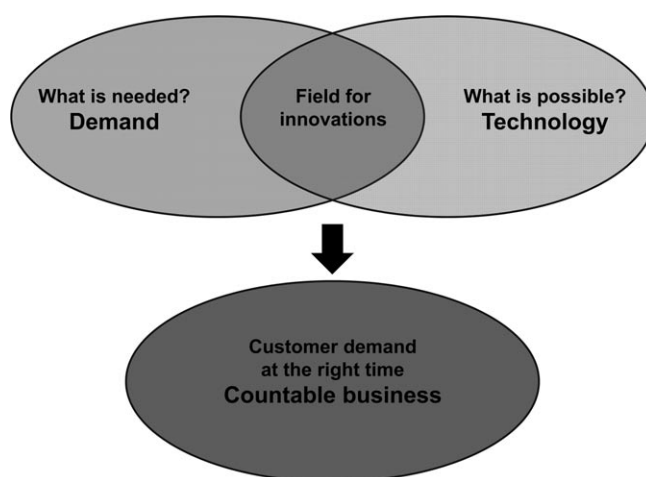 What is needed?
Demand
Field for
innovations
What is possible?
Technology
Customer demand
at the right time
Countable business